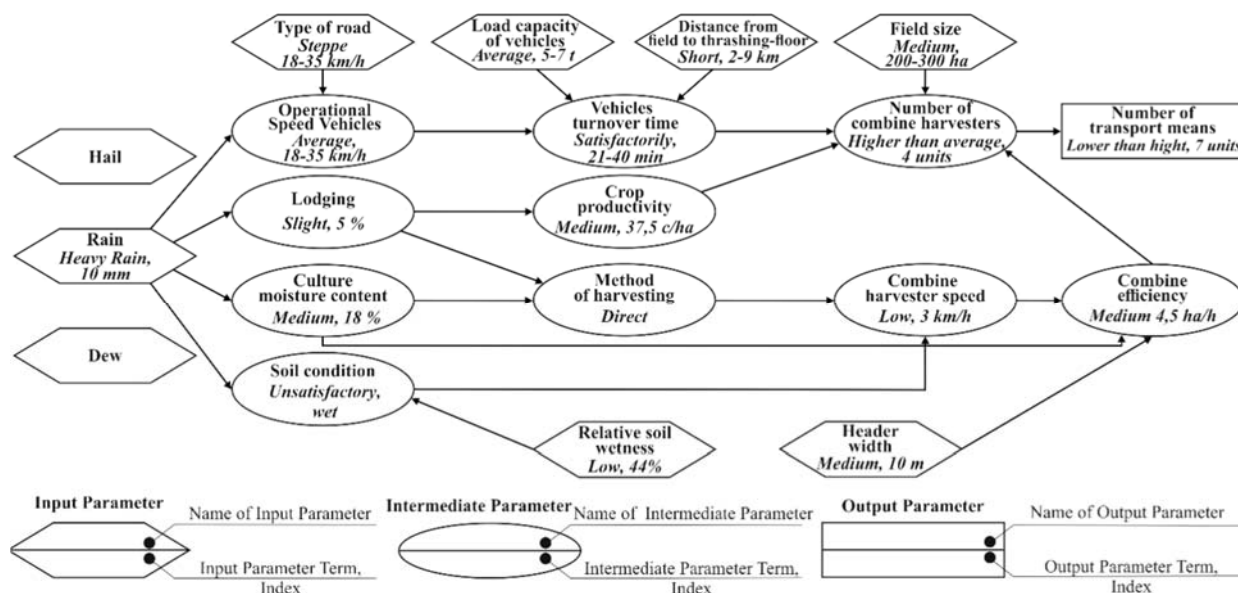 Type of road
Steppe
18-35 km/h
Load capacity
of vehicles
Average, 5-7 t
Distance from
field to thrashing-floor
Short, 2-9 km
Field size
Medium,
200-300 ha
Operational
Speed Vehicles
Average,
18-35 km/h
Vehicles
turnover time
Satisfactorily,
21-40 min
Number of
combine harvesters
Higher than average,
4 units
Number of
transport means
Lower than hight, 7 units
Hail
Lodging
Slight, 5 %
Crop
productivity
Medium, 37,5 c/ha
Rain
Heavy Rain,
10 mm
Culture
moisture content
Medium, 18 %
Method
of harvesting
Direct
Combine
harvester speed
Low, 3 km/h
Combine
efficiency
Medium 4,5 ha/h
Dew
Soil condition
Unsatisfactory,
wet
Relative soil
wetness
Low, 44%
Header
width
Medium, 10 m
Input Parameter
Name of Input Parameter
Input Parameter Term,
Index
Intermediate Parameter
Name of Intermediate Parameter
Intermediate Parameter Term,
Index
Output Parameter
Name of Output Parameter
Output Parameter Term,
Index